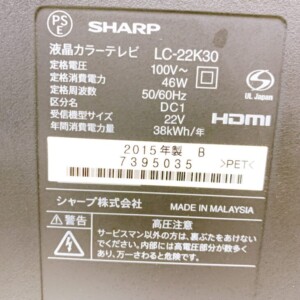 PS
E
SHARP
液晶カラーテレビ LC-22K30
定格電圧 100V~
定格消費電力 46W
定格周波数 50/60Hz
区分名 DC1
受信機型サイズ 22V
年間消費電力量 38kWh/年
UL Japan
HDMI
2015年製 B
7395035
>PET<
シャープ株式会社 MADE IN MALAYSIA
警告 高圧注意
サービスマン以外の方は、裏ぶたをあけない
でください。内部には高電圧部分が数多く
あり、万一さわると危険です。